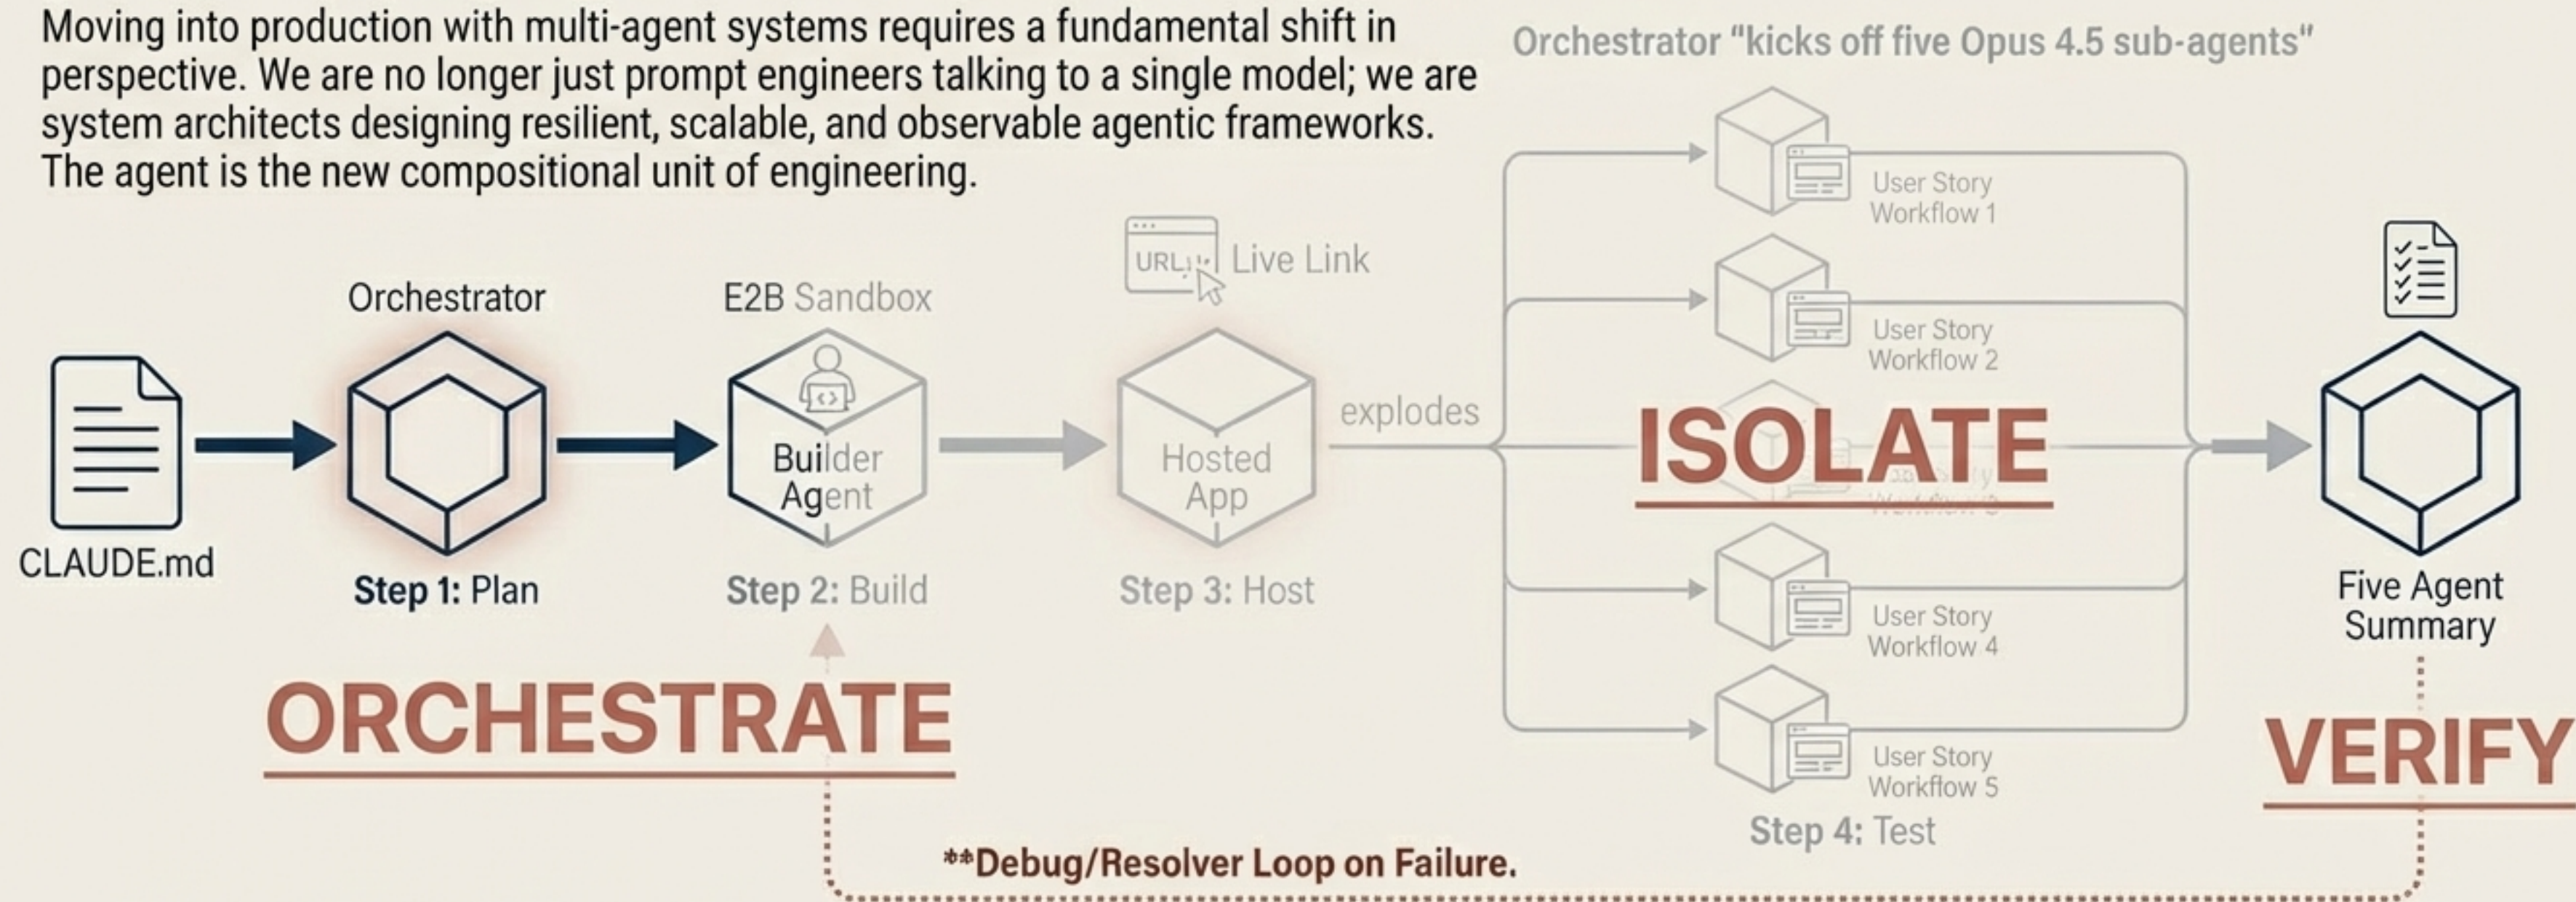 Moving into production with multi-agent systems requires a fundamental shift in
perspective. We are no longer just prompt engineers talking to a single model; we are
system architects designing resilient, scalable, and observable agentic frameworks.
The agent is the new compositional unit of engineering.
Orchestrator “kicks off five Opus 4.5 sub-agents”
CLAUDE.md
Orchestrator
Step 1: Plan
E2B Sandbox
Builder
Agent
Step 2: Build
URL
Live Link
Hosted
App
Step 3: Host
explodes
User Story
Workflow 1
User Story
Workflow 2
ISOLATE
User Story
Workflow 4
User Story
Workflow 5
Step 4: Test
Five Agent
Summary
ORCHESTRATE
VERIFY
**Debug/Resolver Loop on Failure.